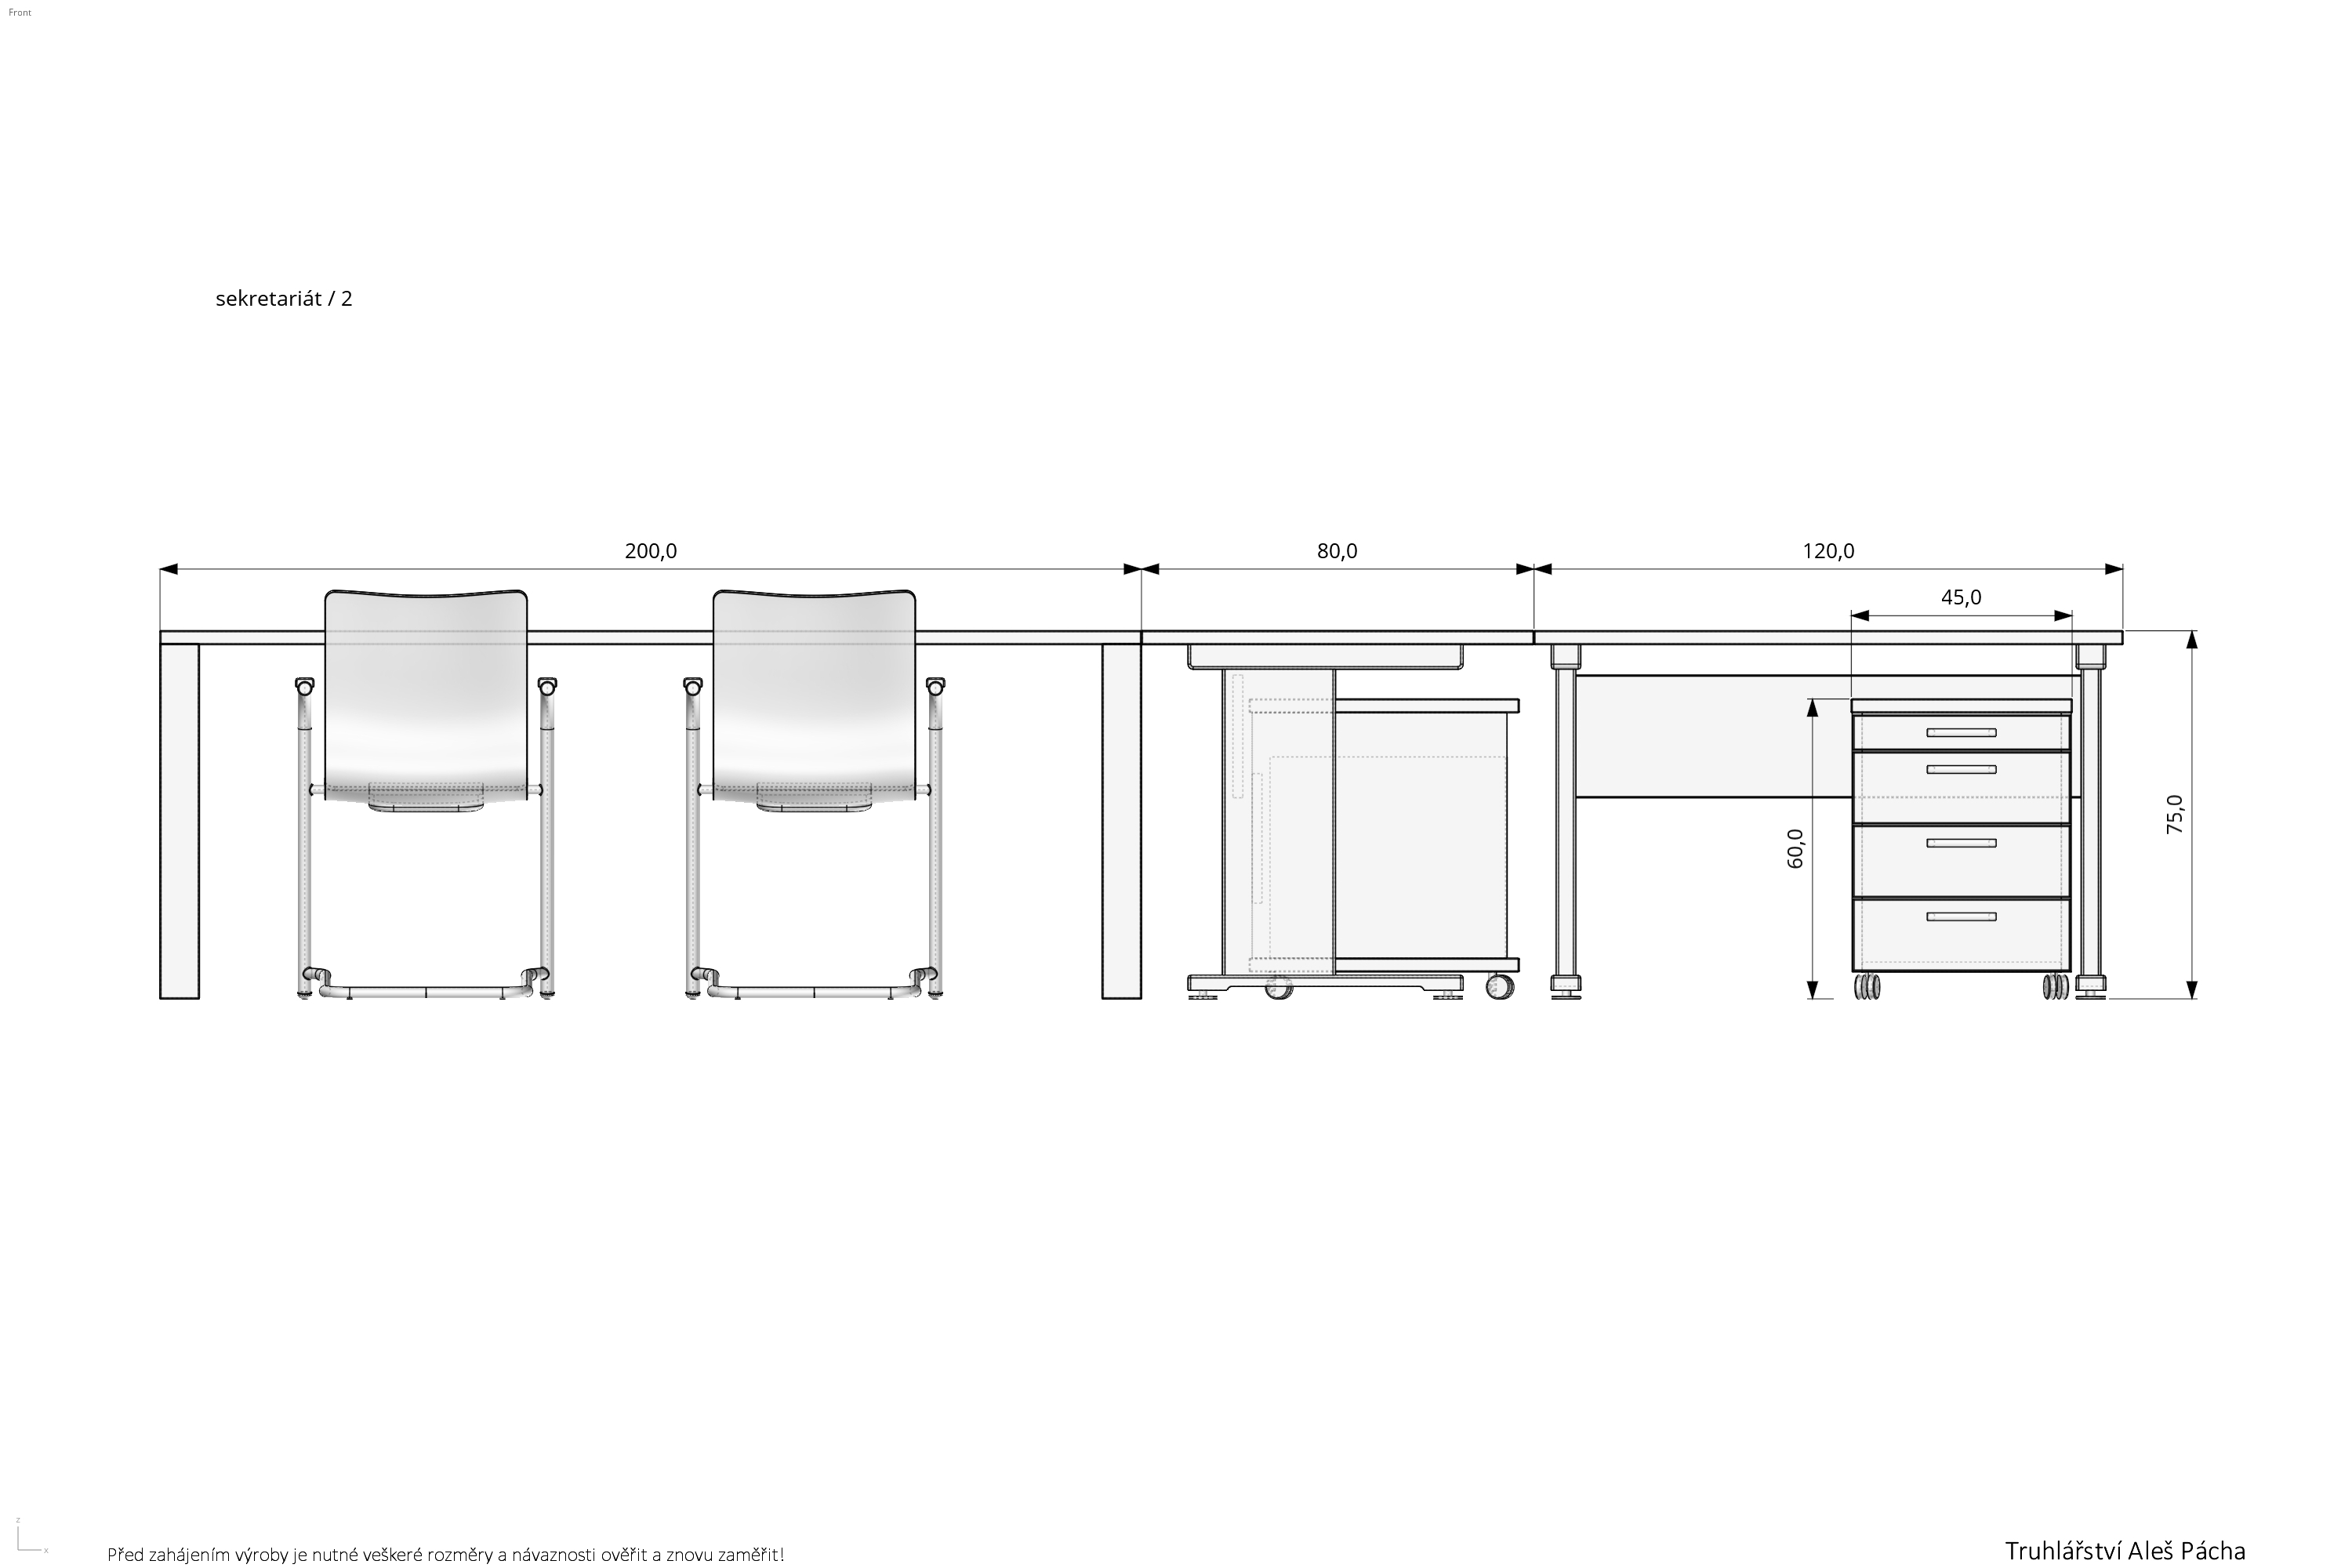 Front
sekretariát / 2
200,0
80,0
120,0
45,0
60,0
75,0
z
x
Před zahájením výroby je nutné veškeré rozměry a návaznosti ověřit a znovu zaměřit!
Truhlářství Aleš Pácha